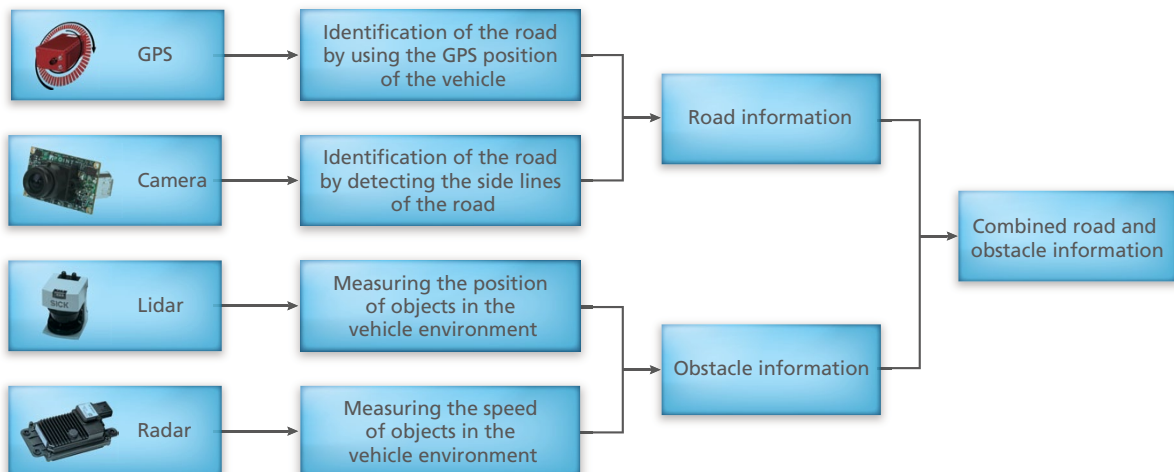 GPS
Identification of the road
by using the GPS position
of the vehicle
Camera
Identification of the road
by detecting the side lines
of the road
Road information
Lidar
SICK
Measuring the position
of objects in the
vehicle environment
Radar
Measuring the speed
of objects in the
vehicle environment
Obstacle information
Combined road and
obstacle information